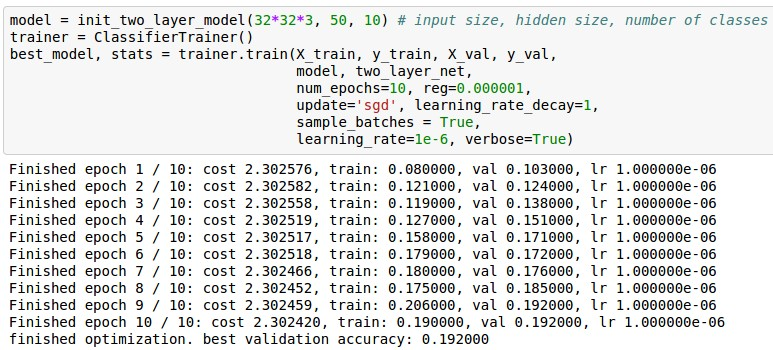 model = init_two_layer_model(32*32*3, 50, 10) # input size, hidden size, number of classes
trainer = ClassifierTrainer()
best_model, stats = trainer.train(X_train, y_train, X_val, y_val,
model, two_layer_net,
num_epochs=10, reg=0.000001,
update='sgd', learning_rate_decay=1,
sample_batches = True,
learning_rate=1e-6, verbose=True)
Finished epoch 1 / 10: cost 2.302576, train: 0.080000, val 0.103000, lr 1.000000e-06
Finished epoch 2 / 10: cost 2.302582, train: 0.121000, val 0.124000, lr 1.000000e-06
Finished epoch 3 / 10: cost 2.302558, train: 0.119000, val 0.138000, lr 1.000000e-06
Finished epoch 4 / 10: cost 2.302519, train: 0.127000, val 0.151000, lr 1.000000e-06
Finished epoch 5 / 10: cost 2.302517, train: 0.158000, val 0.171000, lr 1.000000e-06
Finished epoch 6 / 10: cost 2.302518, train: 0.179000, val 0.172000, lr 1.000000e-06
Finished epoch 7 / 10: cost 2.302466, train: 0.180000, val 0.176000, lr 1.000000e-06
Finished epoch 8 / 10: cost 2.302452, train: 0.175000, val 0.185000, lr 1.000000e-06
Finished epoch 9 / 10: cost 2.302459, train: 0.206000, val 0.192000, lr 1.000000e-06
Finished epoch 10 / 10: cost 2.302420, train: 0.190000, val 0.192000, lr 1.000000e-06
finished optimization. best validation accuracy: 0.192000